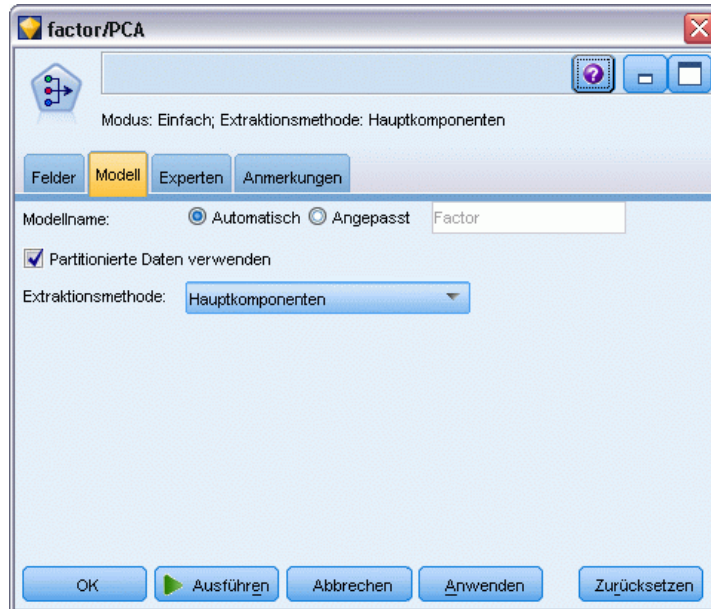 factor/PCA
?
Modus: Einfach; Extraktionsmethode: Hauptkomponenten
Felder Modell Experten Anmerkungen
Modellname: Automatisch Angepasst Factor
Partitionierte Daten verwenden
Extraktionsmethode: Hauptkomponenten
OK Ausführen Abbrechen Anwenden Zurücksetzen